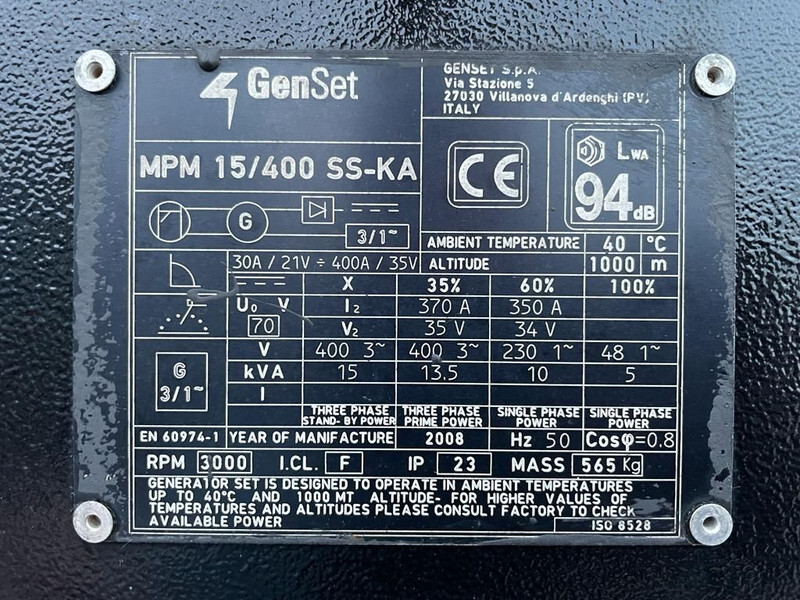 GenSet
GENSET S.p.A.
Via Stazione 5
27030 Villanova d'Ardenghi (PV)
ITALY
MPM 15/400 SS-KA
CE
LWA
94dB
G
3/1~
AMBIENT TEMPERATURE 40 °C
30A / 21V ÷ 400A / 35V ALTITUDE 1000 m
X 35% 60% 100%
U₀ V I₂ 370 A 350 A
70 V₂ 35 V 34 V
V 400 3~ 400 3~ 230 1~ 48 1~
G kVA 15 13.5 10 5
3/1~ I
THREE PHASE THREE PHASE SINGLE PHASE SINGLE PHASE
STAND-BY POWER PRIME POWER POWER POWER
EN 60974-1 YEAR OF MANIFACTURE 2008 Hz 50 Cosφ=0.8
RPM 3000 I.CL. F IP 23 MASS 565 Kg
GENERATOR SET IS DESIGNED TO OPERATE IN AMBIENT TEMPERATURES
UP TO 40°C AND 1000 MT ALTITUDE- FOR HIGHER VALUES OF
TEMPERATURES AND ALTITUDES PLEASE CONSULT FACTORY TO CHECK
AVAILABLE POWER ISO 8528